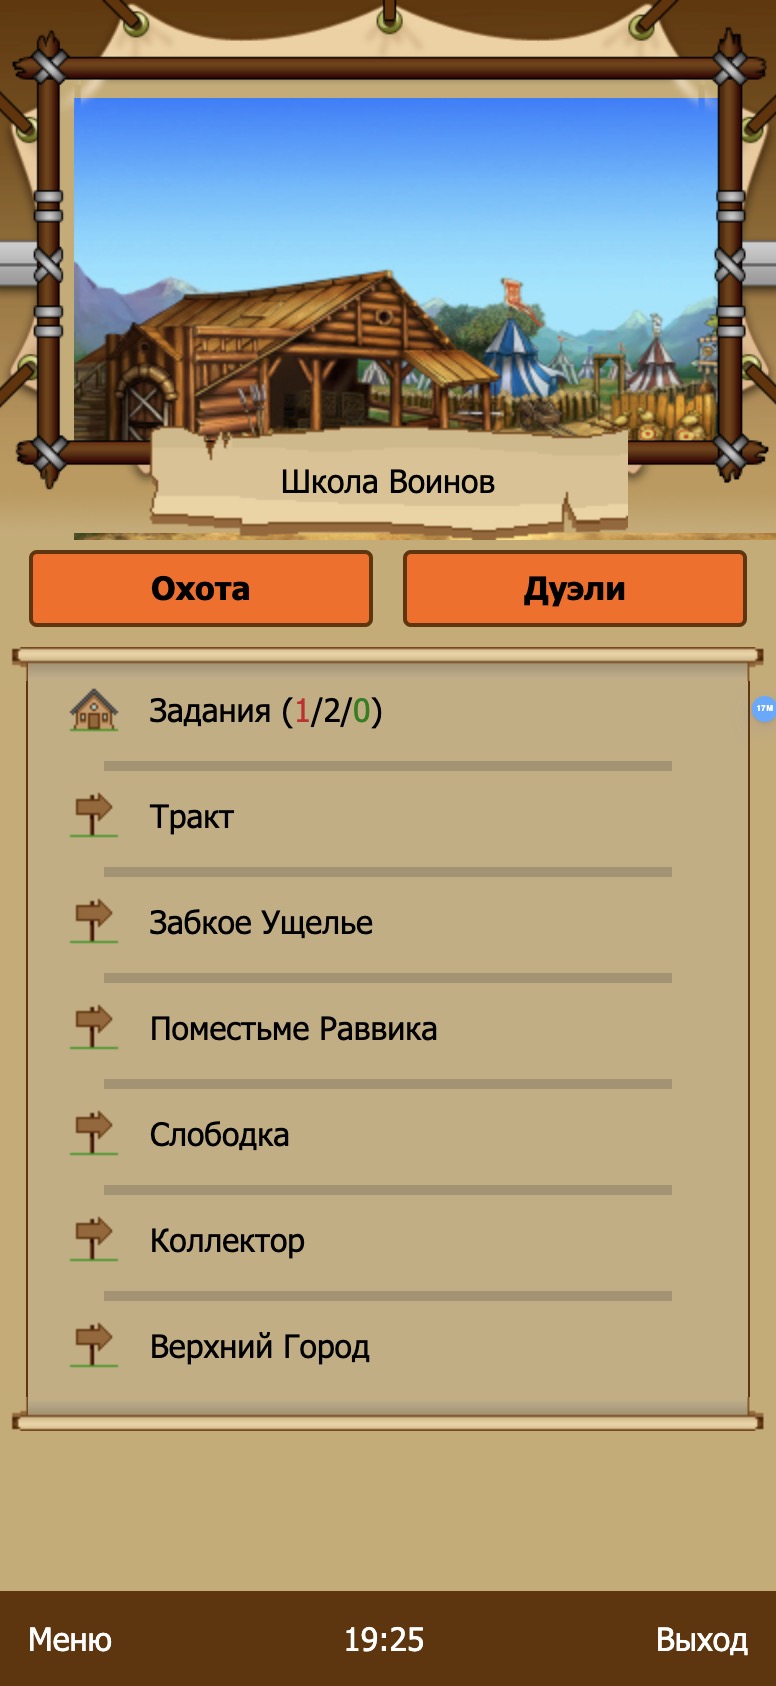 Школа Воинов
Охота
Дуэли
Задания (1/2/0)
17M
Тракт
Забкое Ущелье
Поместьме Раввика
Слободка
Коллектор
Верхний Город
Меню
19:25
Выход